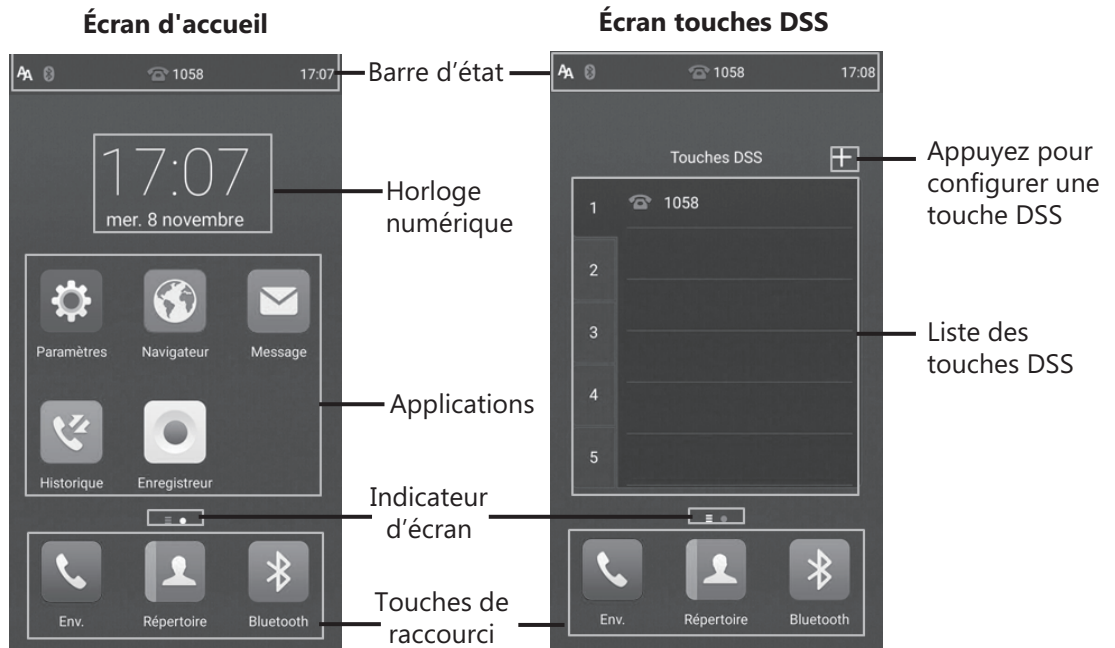 Écran d'accueil
Écran touches DSS
1058
17:07
Barre d'état
1058
17:08
17:07
mer. 8 novembre
Horloge
numérique
Touches DSS
Appuyez pour
configurer une
touche DSS
1
1058
2
3
4
5
Liste des
touches DSS
Paramètres
Navigateur
Message
Historique
Enregistreur
Applications
Indicateur
d'écran
Env.
Répertoire
Bluetooth
Touches de
raccourci
Env.
Répertoire
Bluetooth